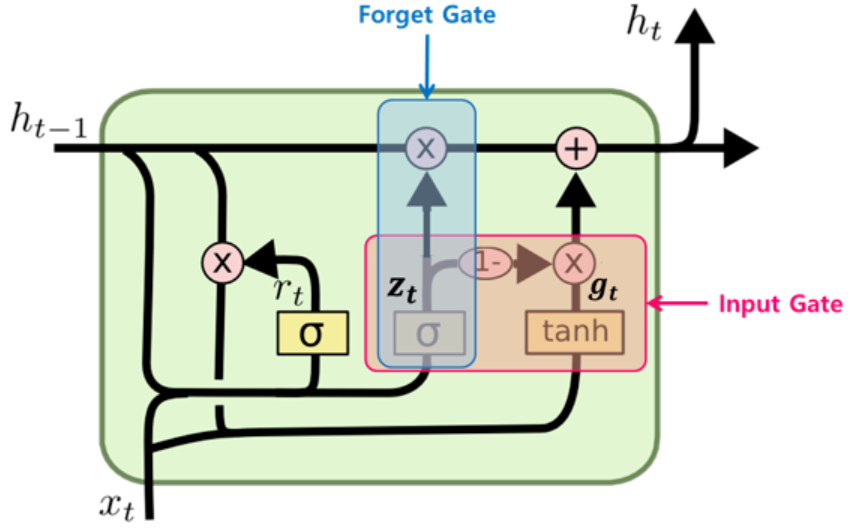 Forget Gate
h_t
h_{t-1}
x
+
x
r_t
z_t
1-
x
g_t
Input Gate
σ
σ
tanh
x_t